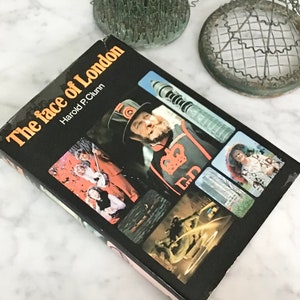 The face of London
Harold P. Clunn
E R